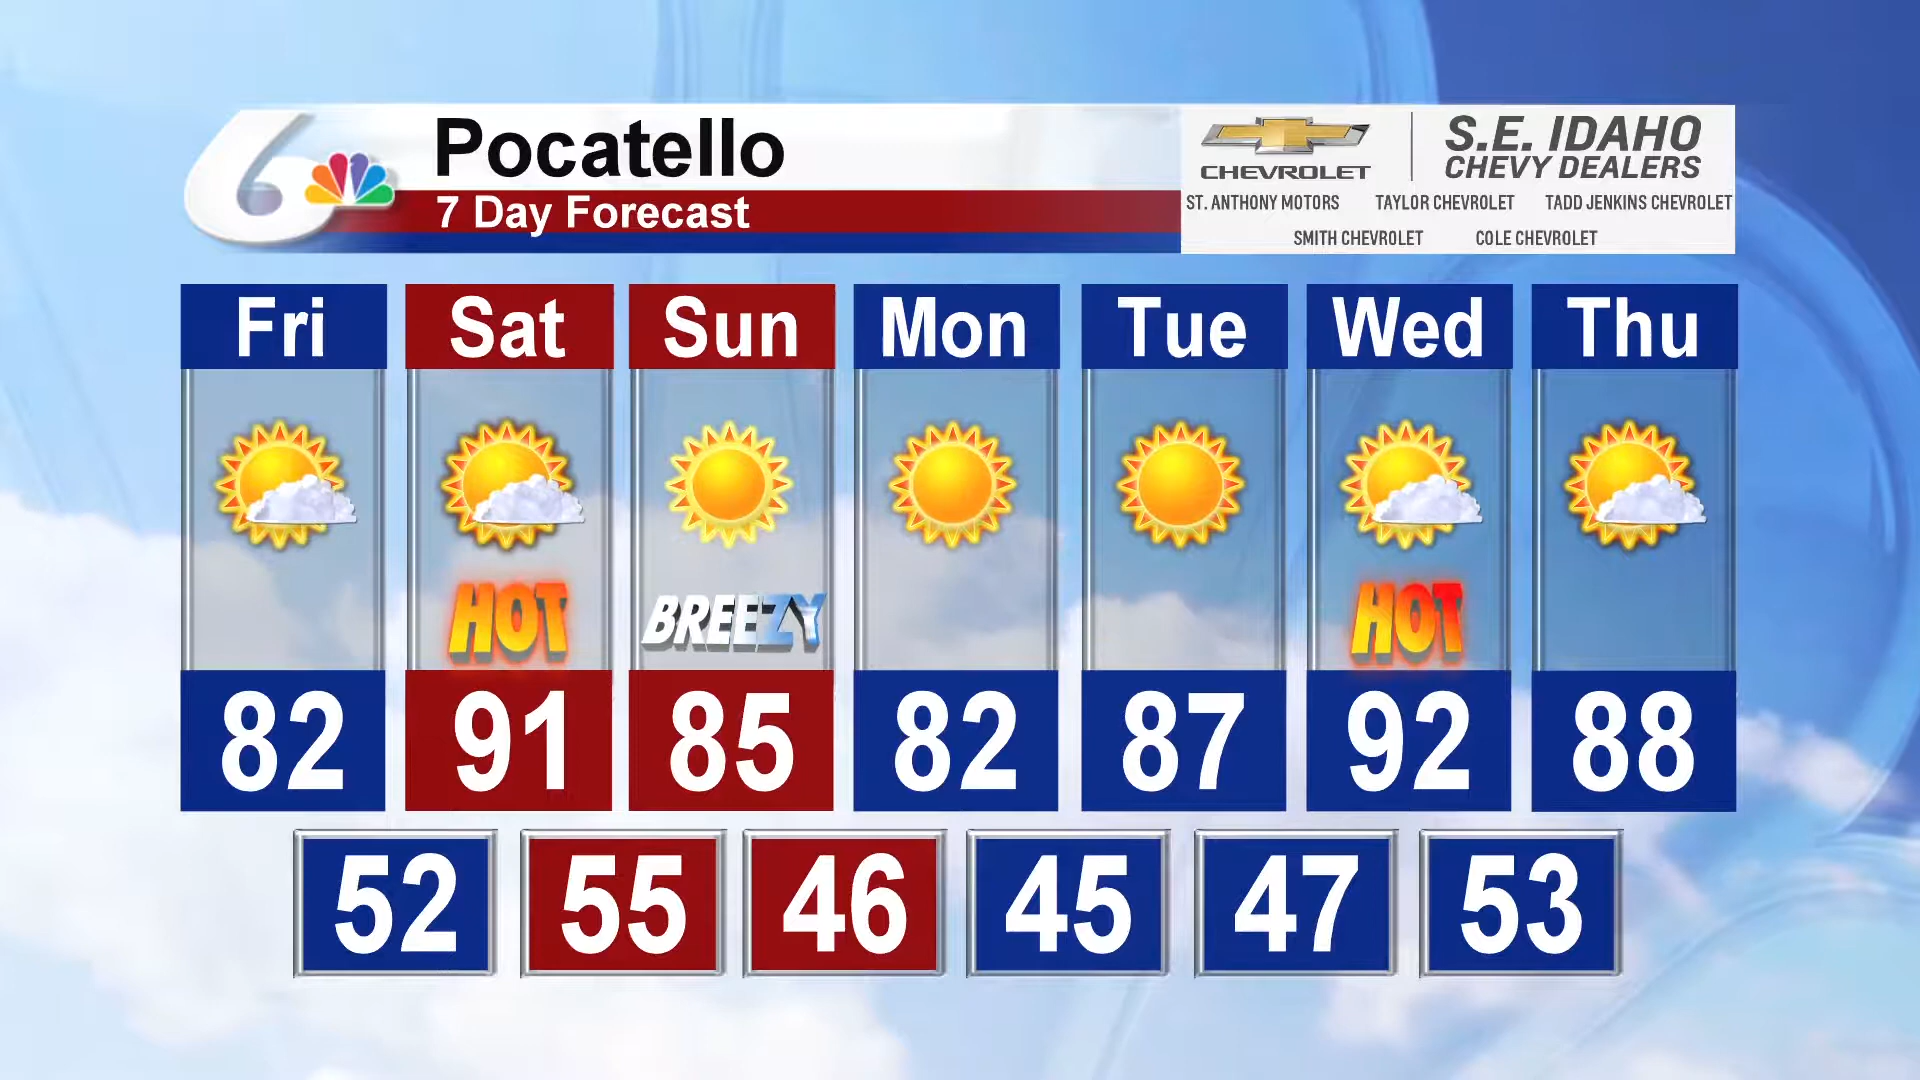 6
Pocatello
7 Day Forecast
CHEVROLET
S.E. IDAHO
CHEVY DEALERS
ST. ANTHONY MOTORS TAYLOR CHEVROLET TADD JENKINS CHEVROLET
SMITH CHEVROLET COLE CHEVROLET
Fri Sat Sun Mon Tue Wed Thu
HOT BREEZY HOT
82 91 85 82 87 92 88
52 55 46 45 47 53